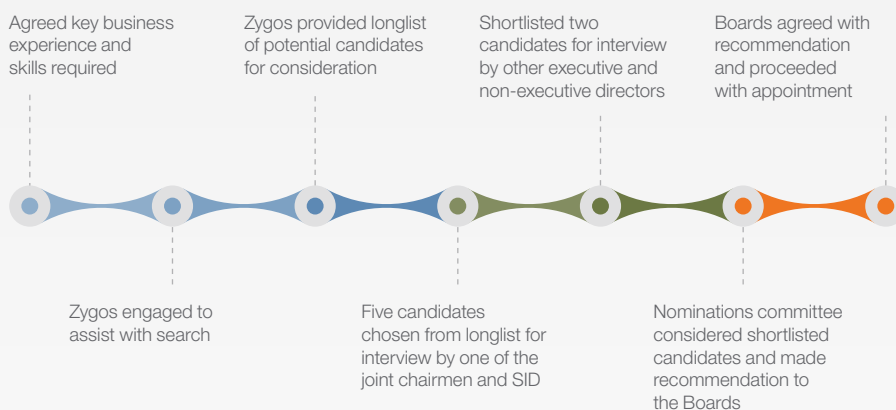 Agreed key business
experience and
skills required
Zygos engaged to
assist with search
Zygos provided longlist
of potential candidates
for consideration
Five candidates
chosen from longlist for
interview by one of the
joint chairmen and SID
Shortlisted two
candidates for interview
by other executive and
non-executive directors
Nominations committee
considered shortlisted
candidates and made
recommendation to
the Boards
Boards agreed with
recommendation
and proceeded
with appointment